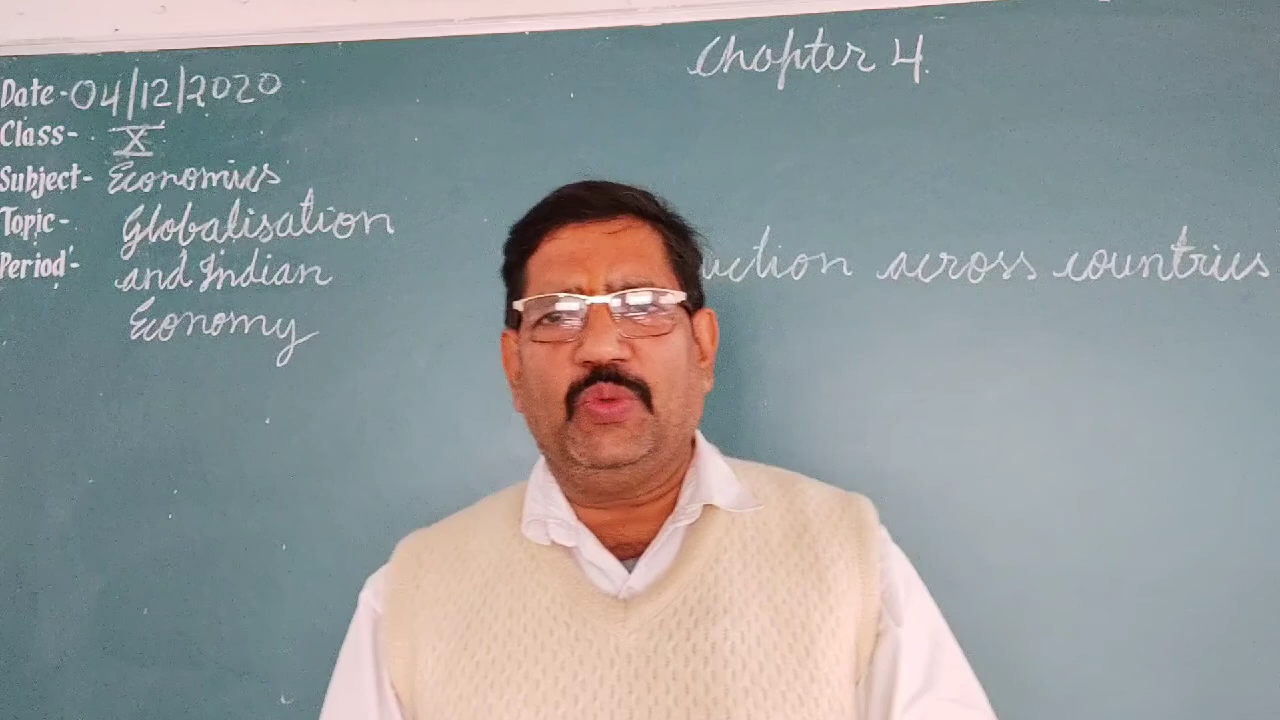 Chapter 4.
Date - 04/12/2020
Class - X
Subject - Economics
Topic - Globalisation
Period - and Indian
Economy
uction across countries